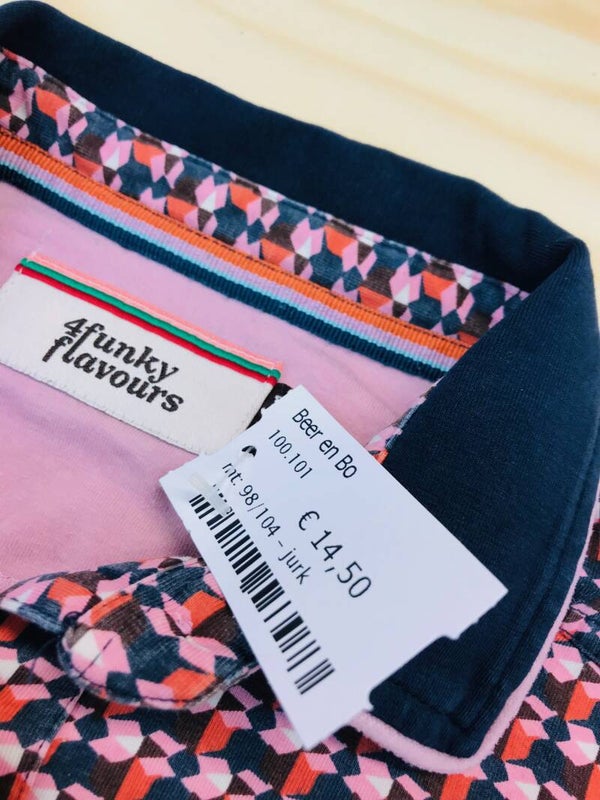 4funky
flavours
Beer en Bo
100.101
€ 14,50
mt: 98/104 - jurk